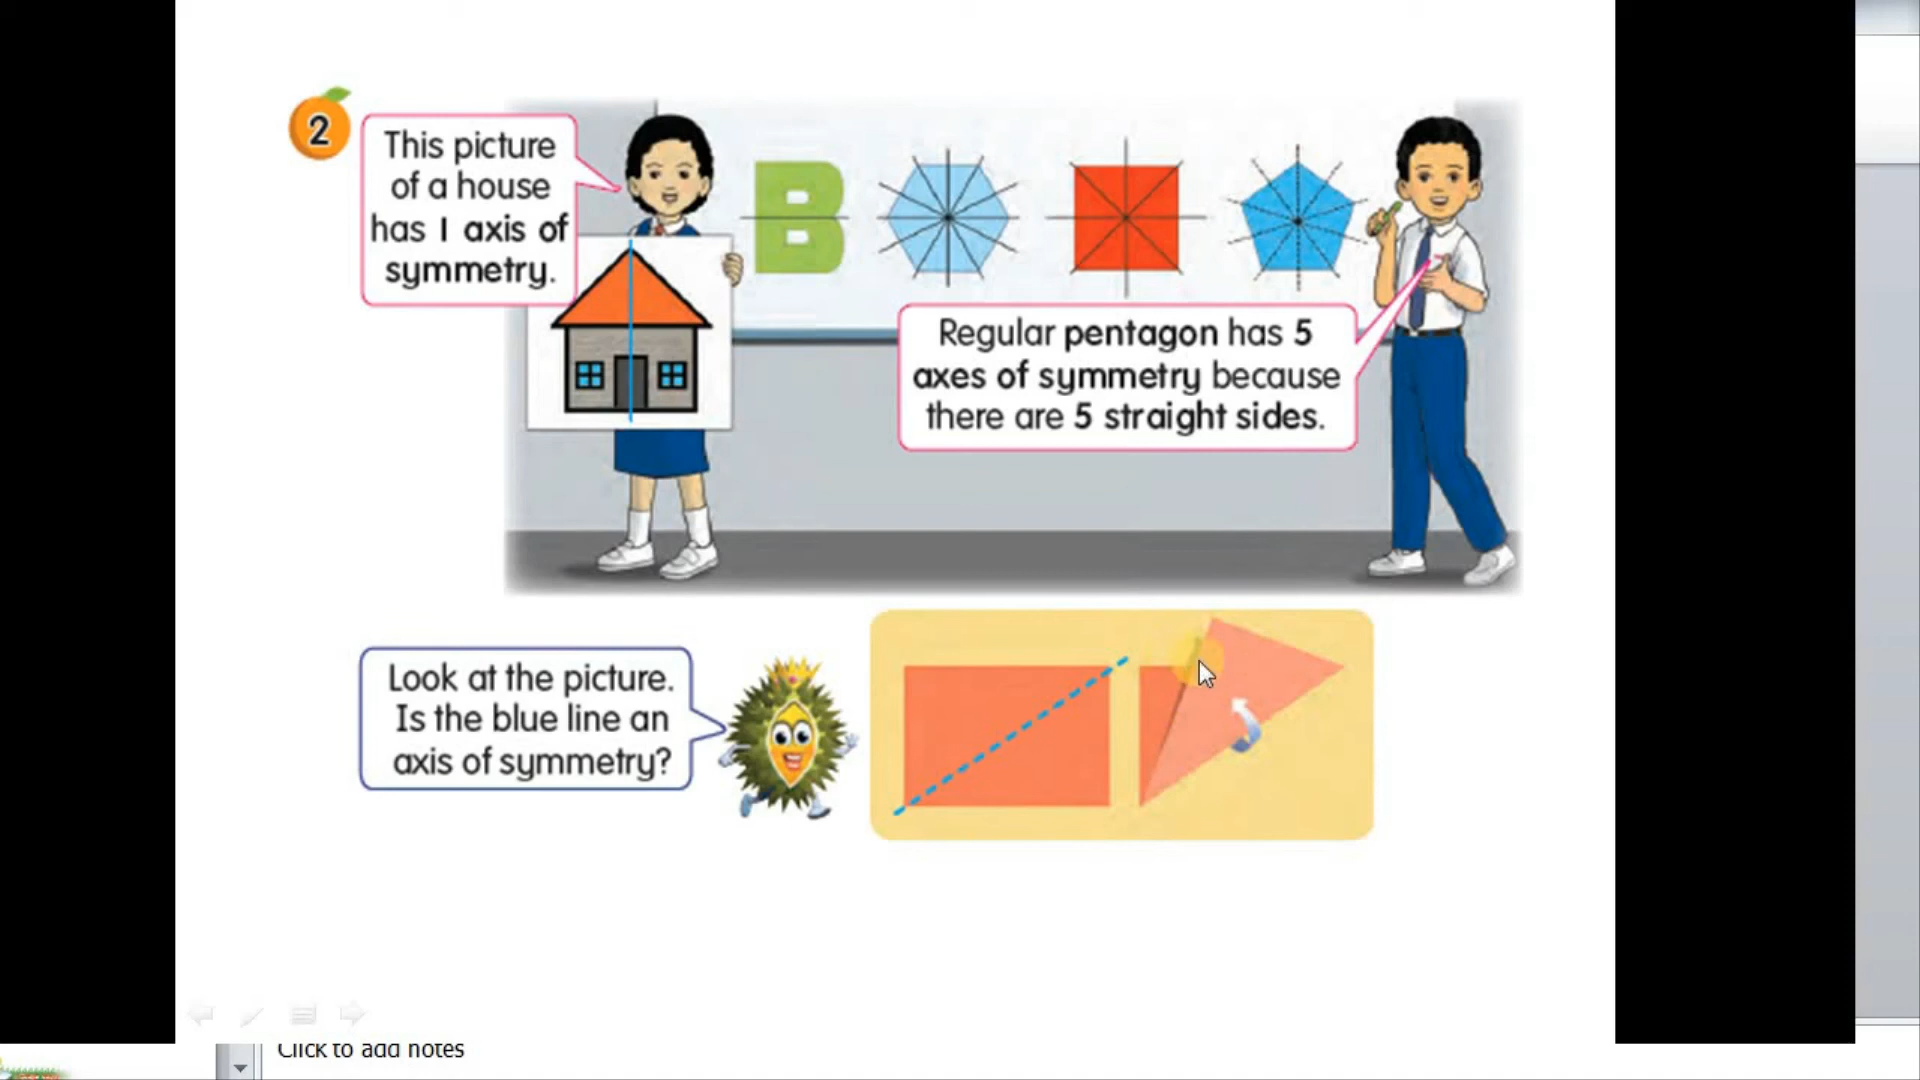 2
This picture
of a house
has 1 axis of
symmetry.
B
Regular pentagon has 5
axes of symmetry because
there are 5 straight sides.
Look at the picture.
Is the blue line an
axis of symmetry?
Click to add notes